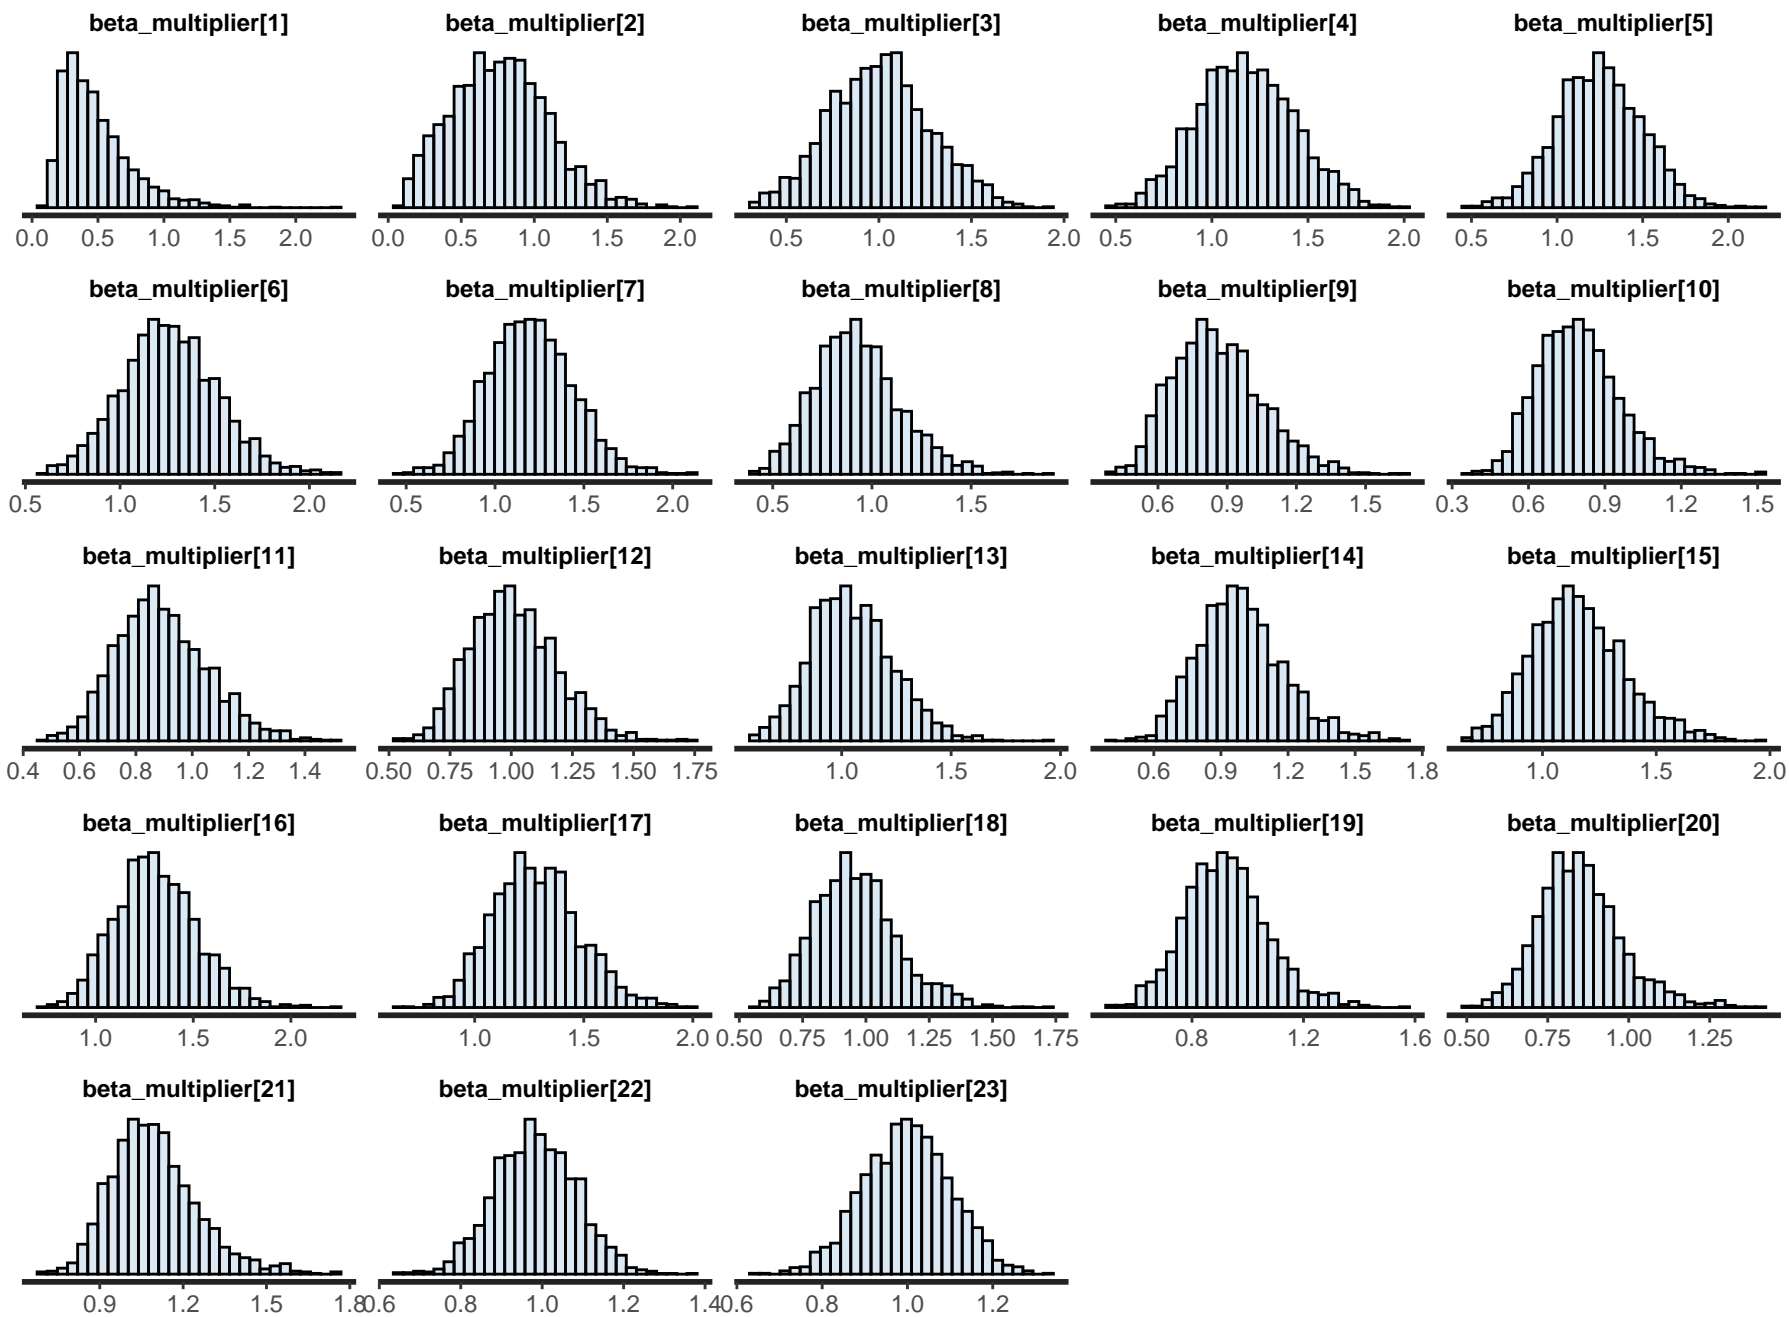 beta_multiplier[1] beta_multiplier[2] beta_multiplier[3] beta_multiplier[4] beta_multiplier[5]
0.0 0.5 1.0 1.5 2.0 0.0 0.5 1.0 1.5 2.0 0.5 1.0 1.5 2.0 0.5 1.0 1.5 2.0 0.5 1.0 1.5 2.0
beta_multiplier[6] beta_multiplier[7] beta_multiplier[8] beta_multiplier[9] beta_multiplier[10]
0.5 1.0 1.5 2.0 0.5 1.0 1.5 2.0 0.5 1.0 1.5 0.6 0.9 1.2 1.5 0.3 0.6 0.9 1.2 1.5
beta_multiplier[11] beta_multiplier[12] beta_multiplier[13] beta_multiplier[14] beta_multiplier[15]
0.4 0.6 0.8 1.0 1.2 1.4 0.50 0.75 1.00 1.25 1.50 1.75 1.0 1.5 2.0 0.6 0.9 1.2 1.5 1.8 1.0 1.5 2.0
beta_multiplier[16] beta_multiplier[17] beta_multiplier[18] beta_multiplier[19] beta_multiplier[20]
1.0 1.5 2.0 1.0 1.5 2.0 0.50 0.75 1.00 1.25 1.50 1.75 0.8 1.2 1.6 0.50 0.75 1.00 1.25
beta_multiplier[21] beta_multiplier[22] beta_multiplier[23]
0.9 1.2 1.5 1.8 0.6 0.8 1.0 1.2 1.4 0.6 0.8 1.0 1.2